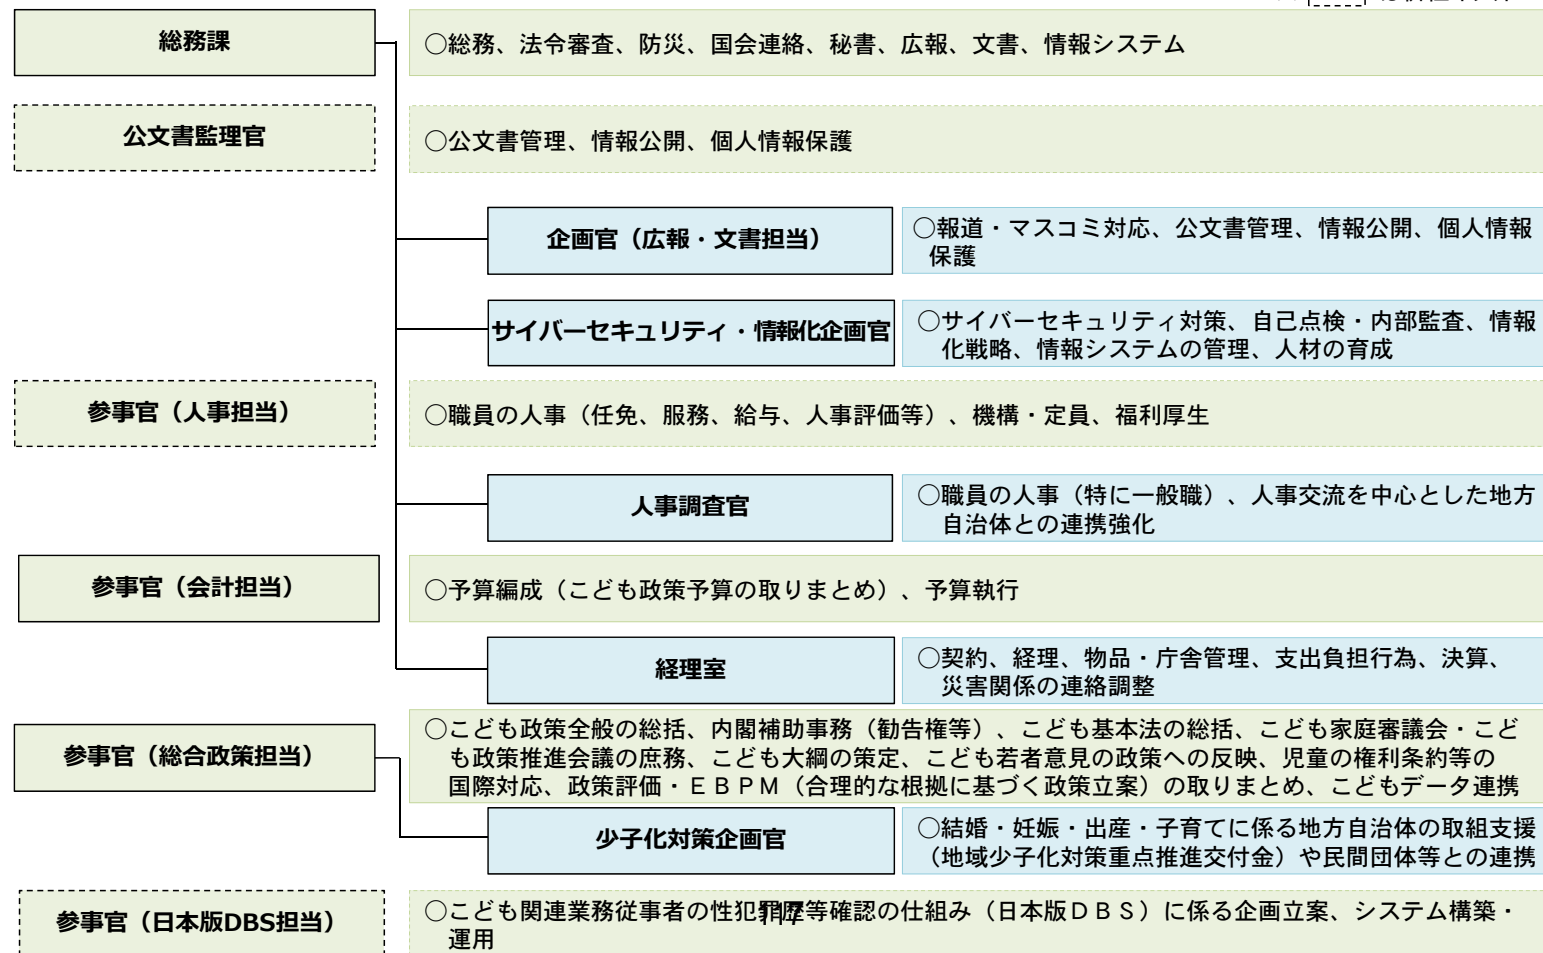 総務課
○総務、法令審査、防災、国会連絡、秘書、広報、文書、情報システム
公文書監理官
○公文書管理、情報公開、個人情報保護
企画官（広報・文書担当）
○報道・マスコミ対応、公文書管理、情報公開、個人情報
保護
サイバーセキュリティ・情報化企画官
○サイバーセキュリティ対策、自己点検・内部監査、情報
化戦略、情報システムの管理、人材の育成
参事官（人事担当）
○職員の人事（任免、服務、給与、人事評価等）、機構・定員、福利厚生
人事調査官
○職員の人事（特に一般職）、人事交流を中心とした地方
自治体との連携強化
参事官（会計担当）
○予算編成（こども政策予算の取りまとめ）、予算執行
経理室
○契約、経理、物品・庁舎管理、支出負担行為、決算、
災害関係の連絡調整
参事官（総合政策担当）
○こども政策全般の総括、内閣補助事務（勧告権等）、こども基本法の総括、こども家庭審議会・こど
も政策推進会議の庶務、こども大綱の策定、こども若者意見の政策への反映、児童の権利条約等の
国際対応、政策評価・ＥＢＰＭ（合理的な根拠に基づく政策立案）の取りまとめ、こどもデータ連携
少子化対策企画官
○結婚・妊娠・出産・子育てに係る地方自治体の取組支援
（地域少子化対策重点推進交付金）や民間団体等との連携
参事官（日本版DBS担当）
○こども関連業務従事者の性犯罪歴等確認の仕組み（日本版ＤＢＳ）に係る企画立案、システム構築・
運用
117